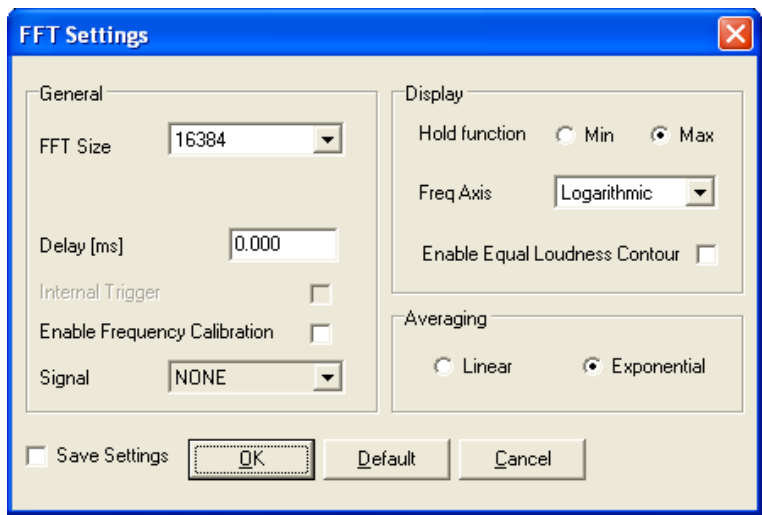 FFT Settings
General
FFT Size 16384
Delay [ms] 0.000
Internal Trigger
Enable Frequency Calibration
Signal NONE
Display
Hold function Min Max
Freq Axis Logarithmic
Enable Equal Loudness Contour
Averaging
Linear Exponential
Save Settings OK Default Cancel